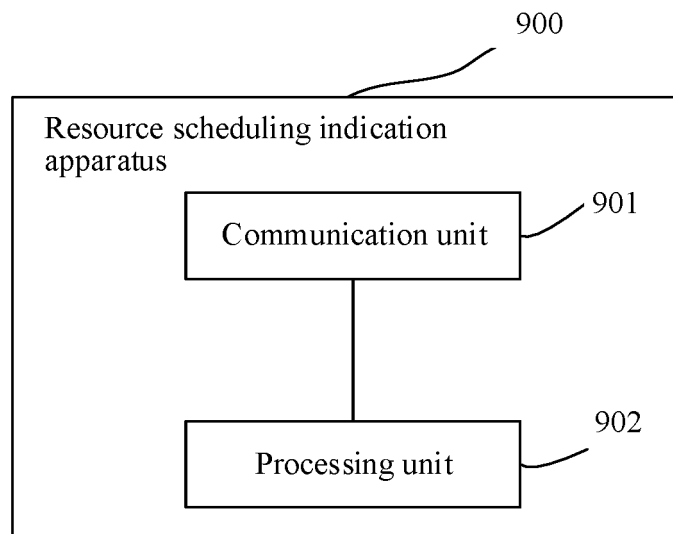 900
Resource scheduling indication
apparatus
901
Communication unit
902
Processing unit